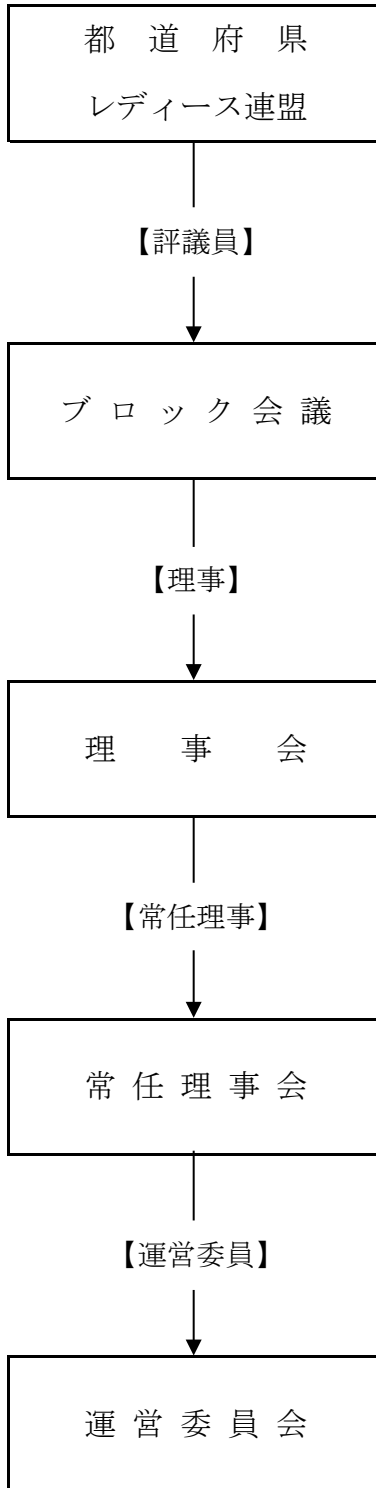 都道府県
レディース連盟
【評議員】
ブロック会議
【理事】
理事会
【常任理事】
常任理事会
【運営委員】
運営委員会